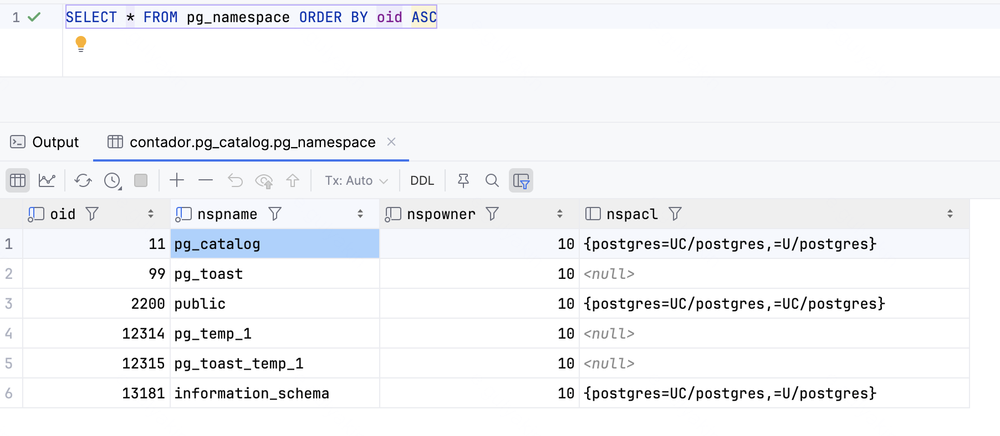 1 SELECT * FROM pg_namespace ORDER BY oid ASC
Output contador.pg_catalog.pg_namespace
Tx: Auto DDL
oid nspname nspowner nspacl
1 11 pg_catalog 10 {postgres=UC/postgres,=U/postgres}
2 99 pg_toast 10 <null>
3 2200 public 10 {postgres=UC/postgres,=UC/postgres}
4 12314 pg_temp_1 10 <null>
5 12315 pg_toast_temp_1 10 <null>
6 13181 information_schema 10 {postgres=UC/postgres,=U/postgres}